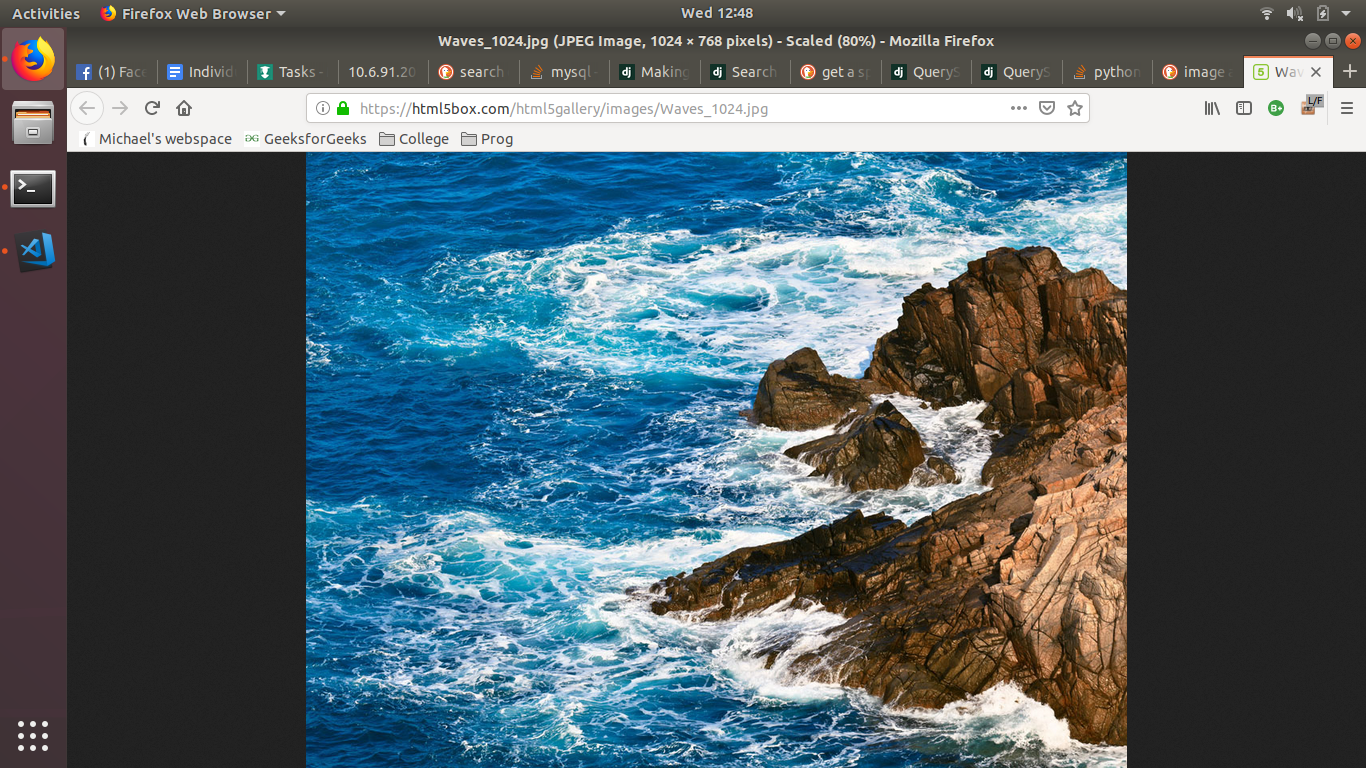 Activities Firefox Web Browser Wed 12:48
Waves_1024.jpg (JPEG Image, 1024 × 768 pixels) - Scaled (80%) - Mozilla Firefox
(1) Face Individ Tasks - 10.6.91.20 search mysql - Making Search get a sp QueryS QueryS python image a Wav
https://html5box.com/html5gallery/images/Waves_1024.jpg B+ L/F
Michael's webspace GeeksforGeeks College Prog